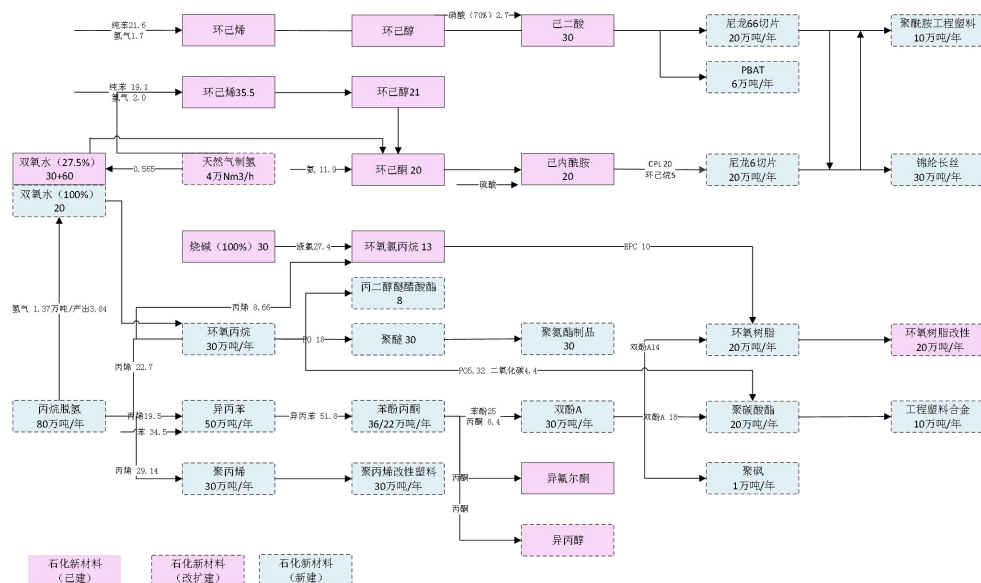 纯苯21.6
氢气1.7
环己烯
环己醇
硝酸（70%）2.7
己二酸
30
尼龙66切片
20万吨/年
聚酰胺工程塑料
10万吨/年
PBAT
6万吨/年
纯苯 19.1
氢气 2.0
环己烯35.5
环己醇21
双氧水（27.5%）
30+60
0.565
天然气制氢
4万Nm3/h
氨 11.9
环己酮 20
硫酸
己内酰胺
20
CPL20
环己烷5
尼龙6切片
20万吨/年
锦纶长丝
30万吨/年
双氧水（100%）
20
烧碱（100%）30
液氯27.4
环氧氯丙烷 13
EPC 10
氢气 1.37万吨/产出3.84
丙烯 8.66
丙二醇醚醋酸酯
8
环氧丙烷
30万吨/年
PO 18
聚醚 30
聚氨酯制品
30
双酚A14
环氧树脂
20万吨/年
环氧树脂改性
20万吨/年
丙烯 22.7
PO5.32 二氧化碳4.4
丙烷脱氢
80万吨/年
丙烯19.5
苯 34.5
异丙苯
50万吨/年
异丙苯 51.8
苯酚丙酮
36/22万吨/年
苯酚25
丙酮 8.4
双酚A
30万吨/年
双酚A 18
聚碳酸酯
20万吨/年
工程塑料合金
10万吨/年
丙烯 29.14
聚丙烯
30万吨/年
聚丙烯改性塑料
30万吨/年
丙酮
异氟尔酮
聚砜
1万吨/年
丙酮
异丙醇
石化新材料
（已建）
石化新材料
（改扩建）
石化新材料
（新建）